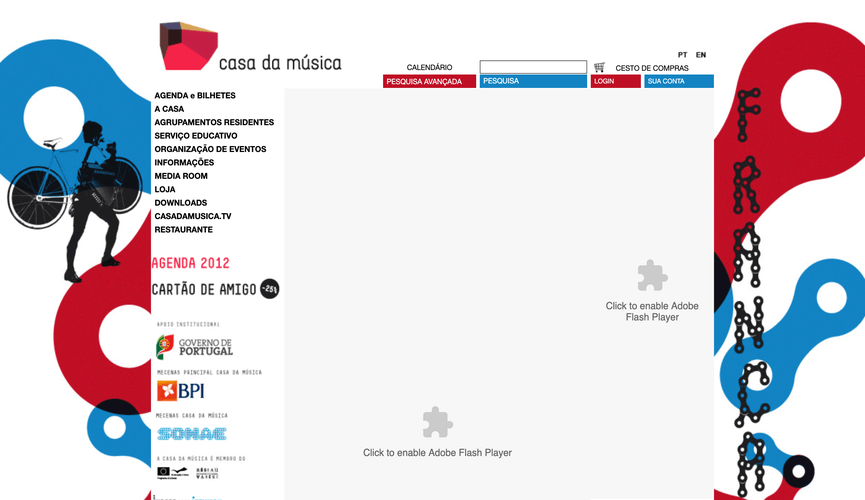 casa da música
PT EN
CALENDÁRIO
CESTO DE COMPRAS
PESQUISA AVANÇADA
PESQUISA
LOGIN
SUA CONTA
AGENDA e BILHETES
A CASA
AGRUPAMENTOS RESIDENTES
SERVIÇO EDUCATIVO
ORGANIZAÇÃO DE EVENTOS
INFORMAÇÕES
MEDIA ROOM
LOJA
DOWNLOADS
CASADAMUSICA.TV
RESTAURANTE
AGENDA 2012
CARTÃO DE AMIGO -25%
APOIO INSTITUCIONAL
GOVERNO DE
PORTUGAL
MECENAS PRINCIPAL CASA DA MÚSICA
BPI
MECENAS CASA DA MÚSICA
SONAE
A CASA DA MÚSICA É MEMBRO DO
Click to enable Adobe
Flash Player
Click to enable Adobe Flash Player
FRANÇA